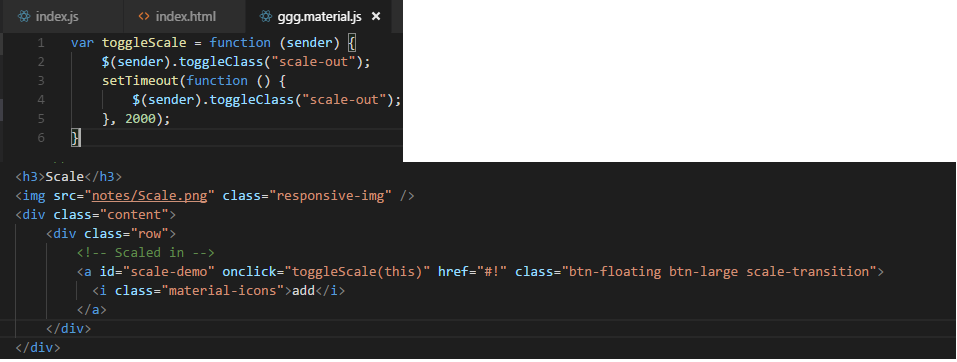 index.js index.html ggg.material.js ×
1 var toggleScale = function (sender) {
2 $(sender).toggleClass("scale-out");
3 setTimeout(function () {
4 $(sender).toggleClass("scale-out");
5 }, 2000);
6 }
<h3>Scale</h3>
<img src="notes/Scale.png" class="responsive-img" />
<div class="content">
<div class="row">
<!-- Scaled in -->
<a id="scale-demo" onclick="toggleScale(this)" href="#!" class="btn-floating btn-large scale-transition">
<i class="material-icons">add</i>
</a>
</div>
</div>